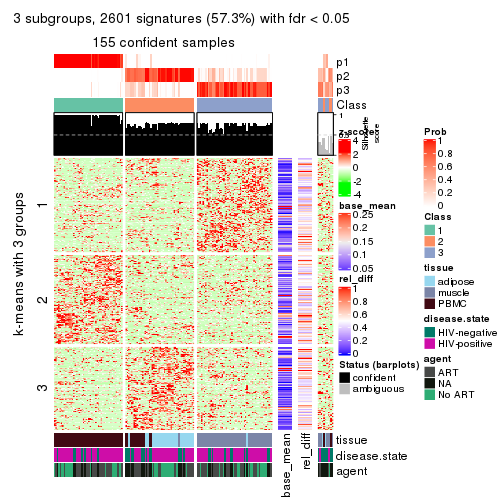 3 subgroups, 2601 signatures (57.3%) with fdr < 0.05
155 confident samples
p1
p2
p3
Class
1
0.5
0
Silhouette
score
k-means with 3 groups
1
2
3
z-score
4
2
0
-2
-4
base_mean
0.25
0.2
0.15
0.1
0.05
rel_diff
1
0.8
0.6
0.4
0.2
0
Status (barplots)
confident
ambiguous
Prob
1
0.8
0.6
0.4
0.2
0
Class
1
2
3
tissue
adipose
muscle
PBMC
disease.state
HIV-negative
HIV-positive
agent
ART
NA
No ART
tissue
disease.state
agent
base_mean
rel_diff